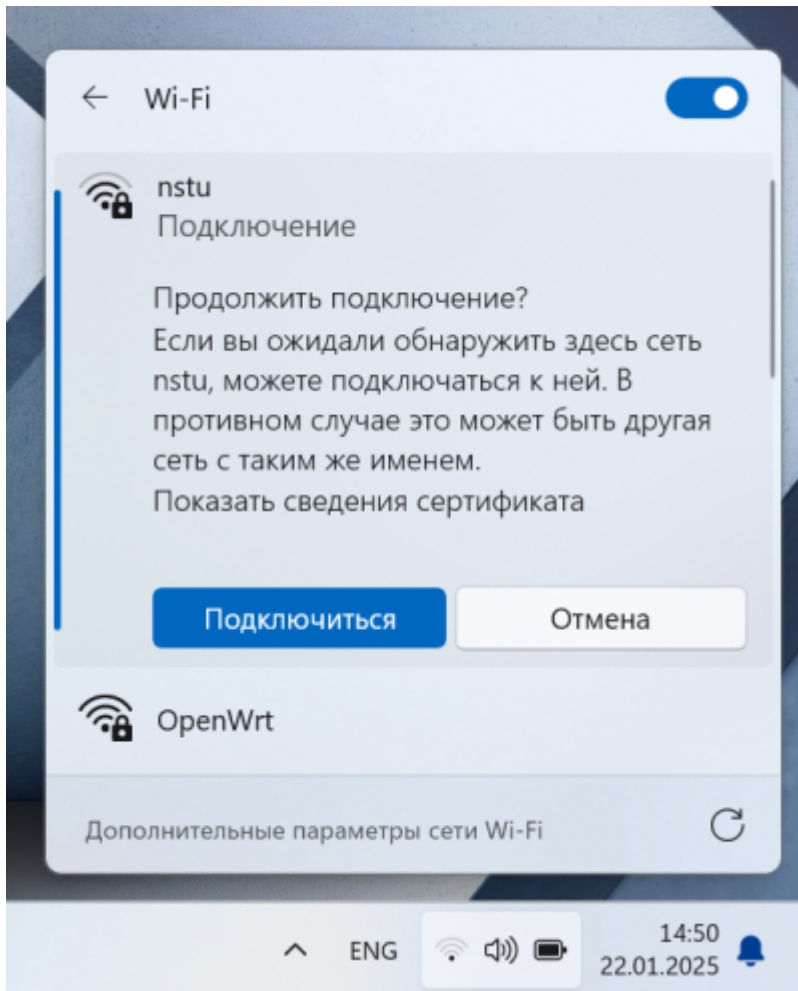 Wi-Fi
nstu
Подключение
Продолжить подключение?
Если вы ожидали обнаружить здесь сеть
nstu, можете подключаться к ней. В
противном случае это может быть другая
сеть с таким же именем.
Показать сведения сертификата
Подключиться
Отмена
OpenWrt
Дополнительные параметры сети Wi-Fi
ENG
14:50
22.01.2025